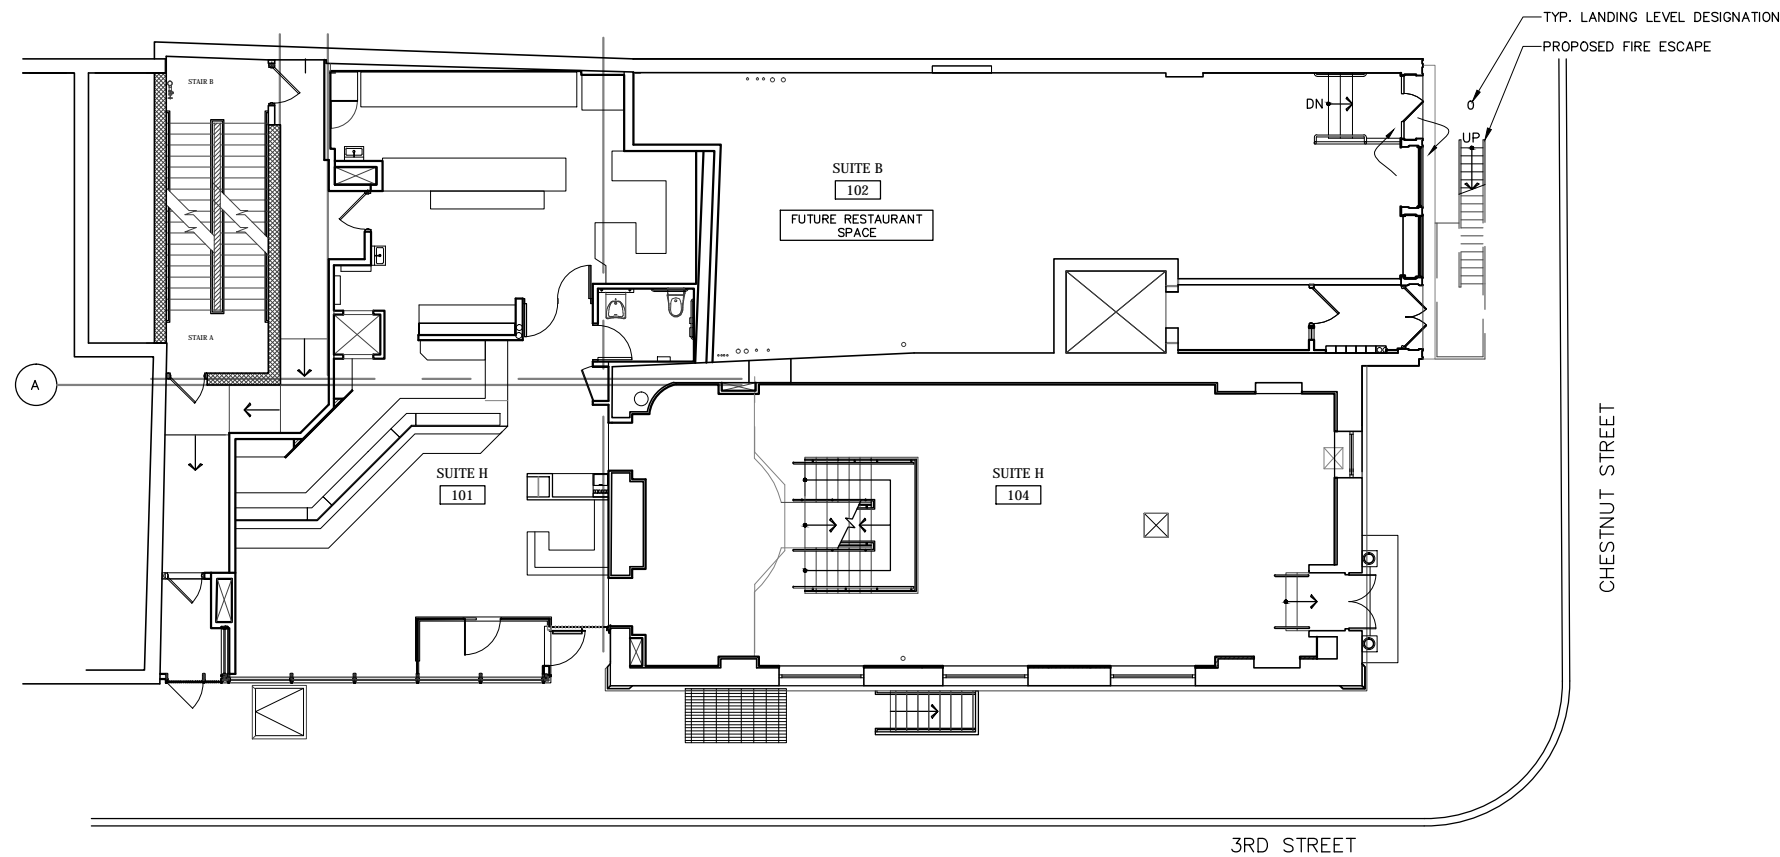 TYP. LANDING LEVEL DESIGNATION
PROPOSED FIRE ESCAPE
STAIR B
DN
0
UP
SUITE B
102
FUTURE RESTAURANT
SPACE
STAIR A
A
SUITE H
101
SUITE H
104
CHESTNUT STREET
3RD STREET